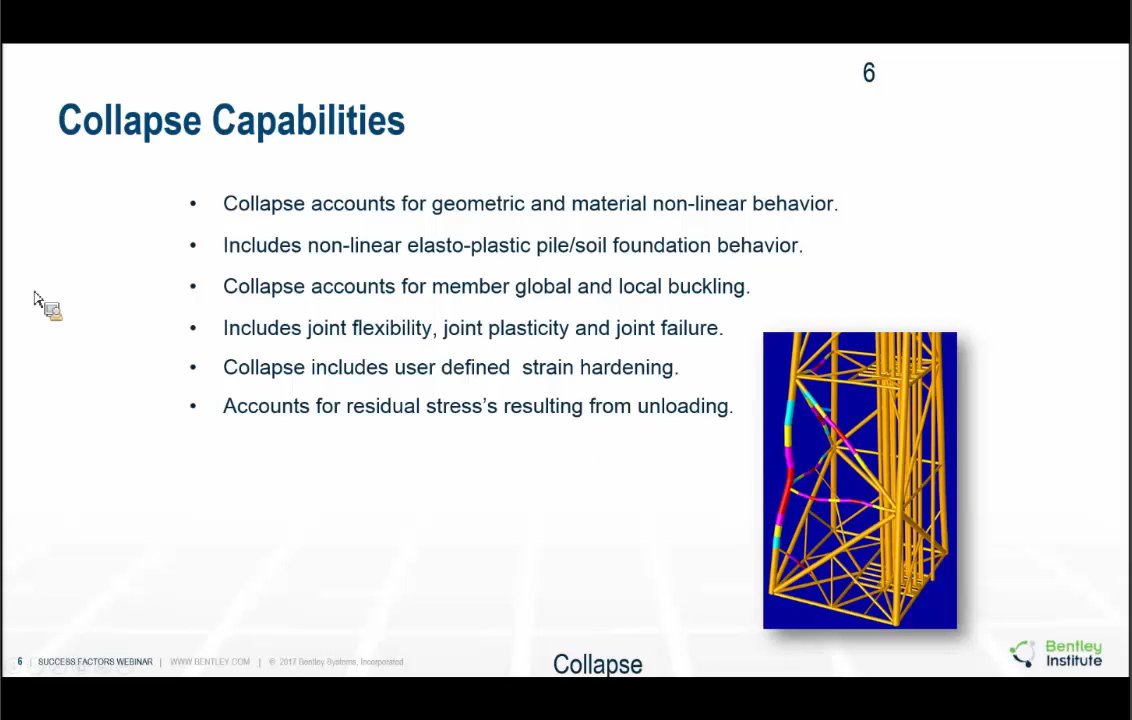 6
Collapse Capabilities
• Collapse accounts for geometric and material non-linear behavior.
• Includes non-linear elasto-plastic pile/soil foundation behavior.
• Collapse accounts for member global and local buckling.
• Includes joint flexibility, joint plasticity and joint failure.
• Collapse includes user defined  strain hardening.
• Accounts for residual stress's resulting from unloading.
6 | SUCCESS FACTORS WEBINAR | WWW.BENTLEY.COM | © 2017 Bentley Systems, Incorporated
Collapse
Bentley
Institute